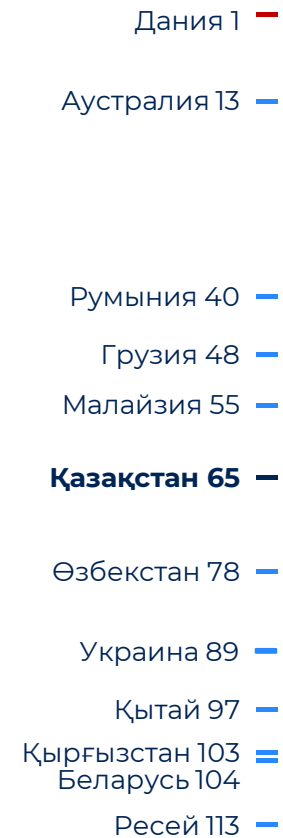 Дания 1
Аустралия 13
Румыния 40
Грузия 48
Малайзия 55
Қазақстан 65
Өзбекстан 78
Украина 89
Қытай 97
Қырғызстан 103
Беларусь 104
Ресей 113